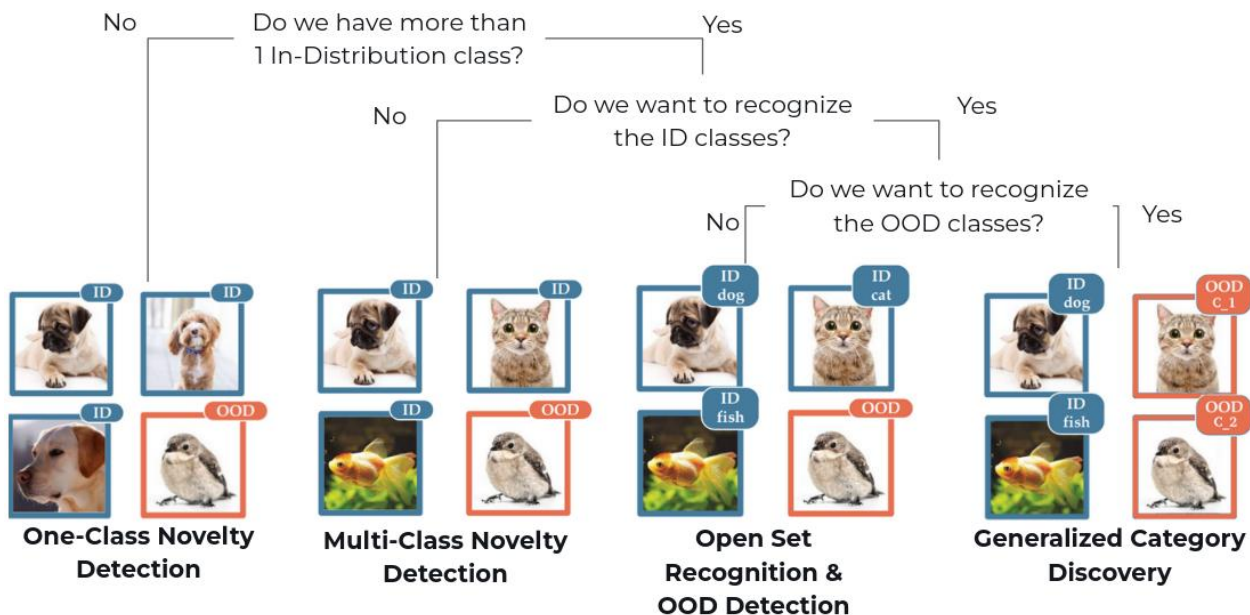 No
Do we have more than
1 In-Distribution class?
Yes
No
Do we want to recognize
the ID classes?
Yes
No
Do we want to recognize
the OOD classes?
Yes
ID
ID
ID
OOD
One-Class Novelty
Detection
ID
ID
ID
OOD
Multi-Class Novelty
Detection
ID
dog
ID
cat
ID
fish
OOD
Open Set
Recognition &
OOD Detection
ID
dog
OOD
C_1
ID
fish
OOD
C_2
Generalized Category
Discovery